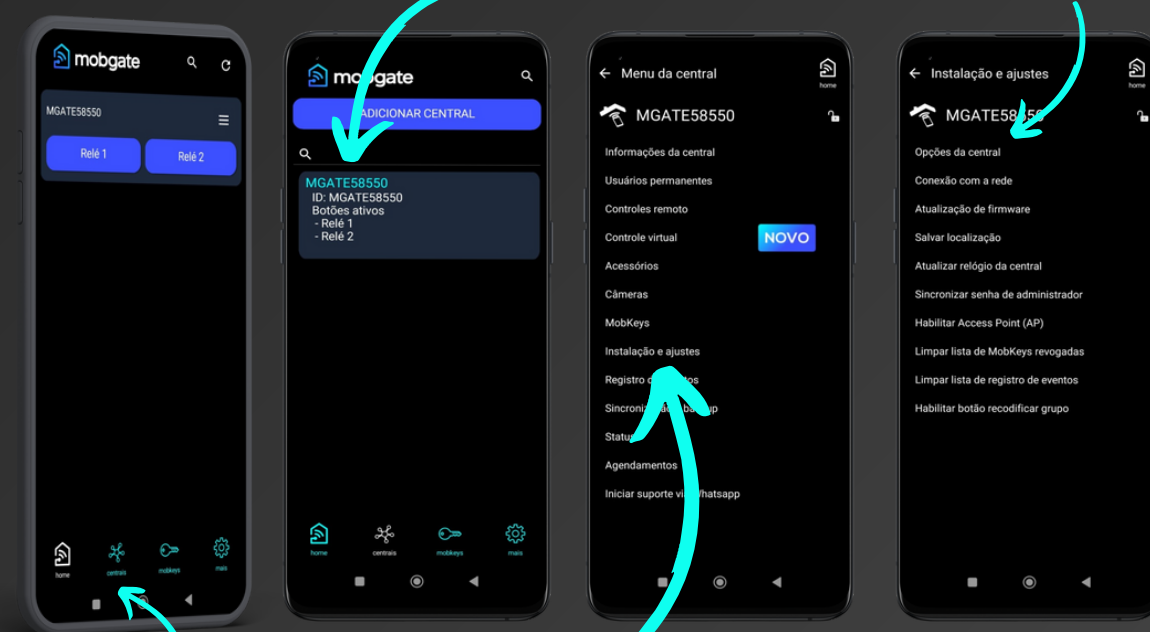 mobgate
MGATE58550
Relé 1
Relé 2
home
centrais
mobkeys
mais
mobgate
ADICIONAR CENTRAL
MGATE58550
ID: MGATE58550
Botões ativos
- Relé 1
- Relé 2
home
centrais
mobkeys
mais
Menu da central
home
MGATE58550
Informações da central
Usuários permanentes
Controles remoto
Controle virtual
NOVO
Acessórios
Câmeras
MobKeys
Instalação e ajustes
Registro
Status
Agendamentos
Iniciar suporte
Instalação e ajustes
home
MGATE58550
Opções da central
Conexão com a rede
Atualização de firmware
Salvar localização
Atualizar relógio da central
Sincronizar senha de administrador
Habilitar Access Point (AP)
Limpar lista de MobKeys revogadas
Limpar lista de registro de eventos
Habilitar botão recodificar grupo